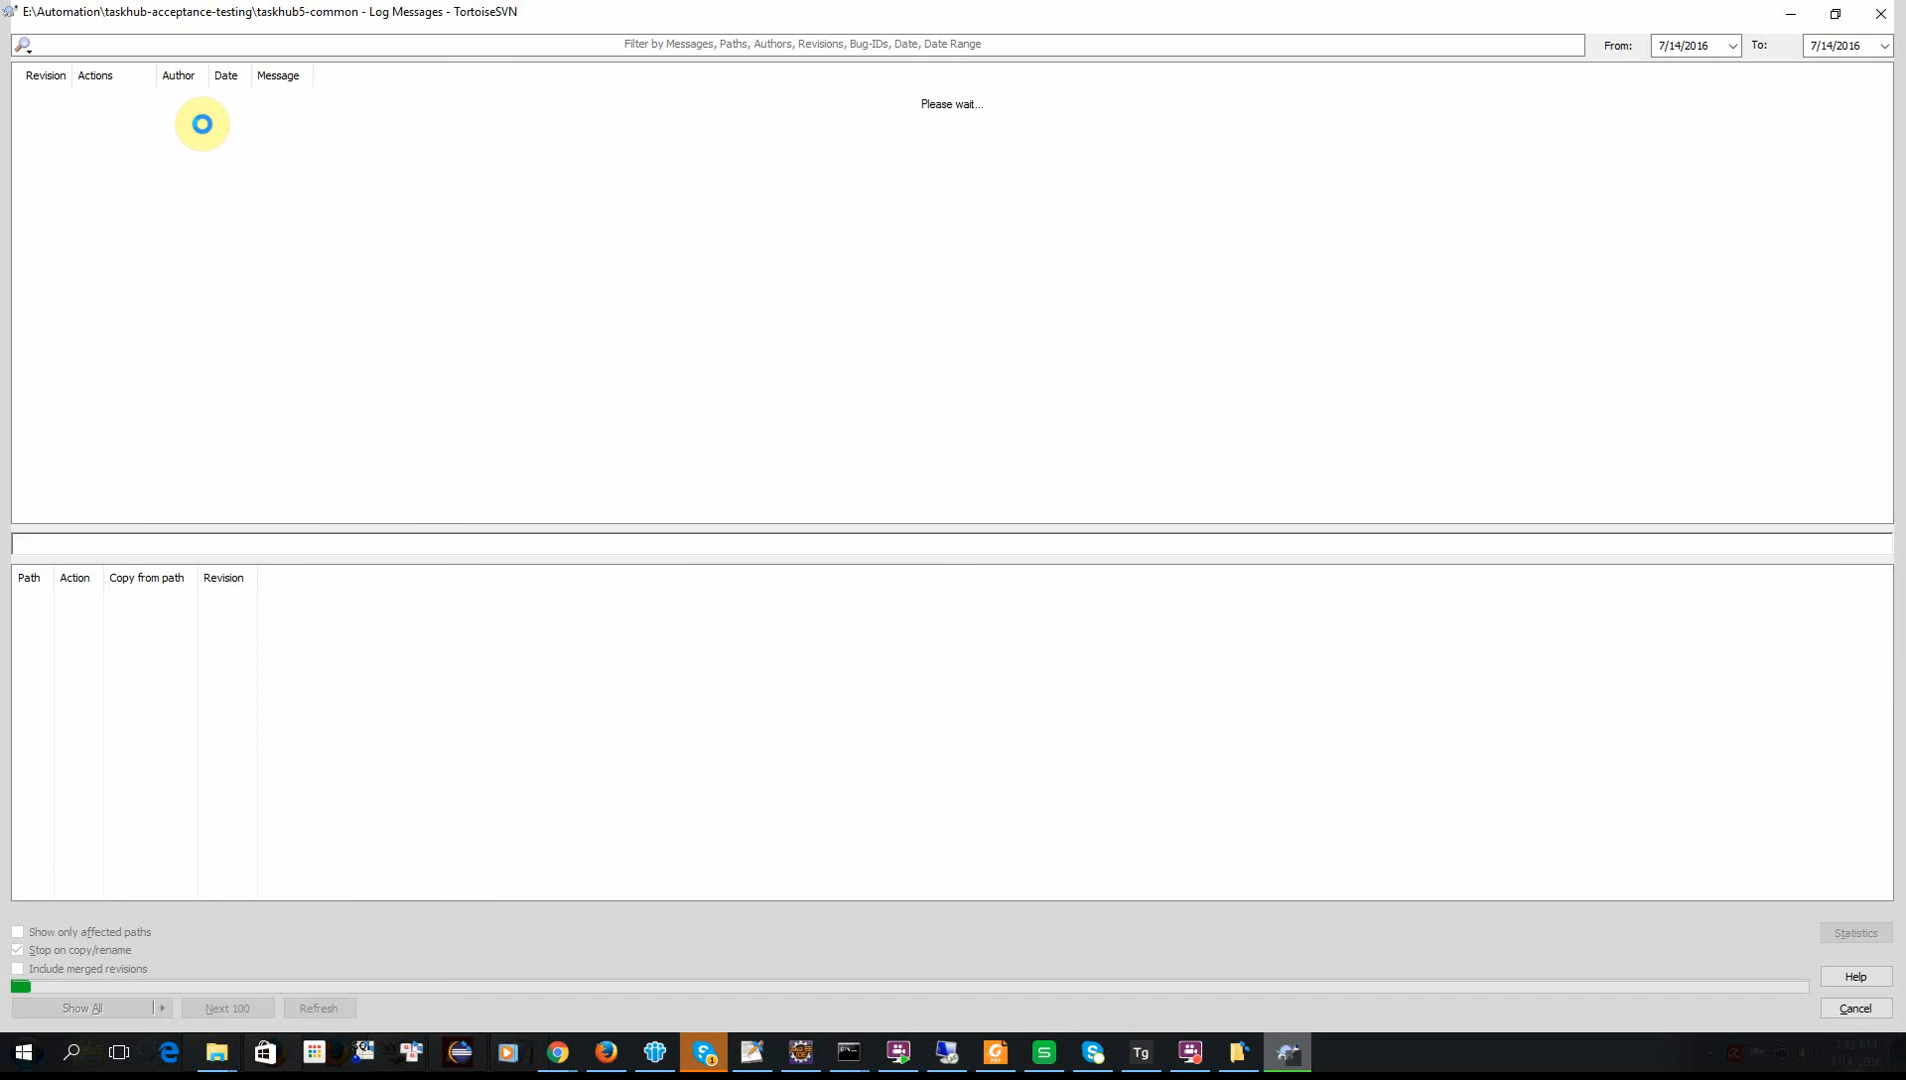 E:\Automation\taskhub-acceptance-testing\taskhub5-common - Log Messages - TortoiseSVN
Filter by Messages, Paths, Authors, Revisions, Bug-IDs, Date, Date Range
From: 7/14/2016 To: 7/14/2016
Revision Actions Author Date Message
Please wait...
Path Action Copy from path Revision
Show only affected paths
Statistics
Stop on copy/rename
Include merged revisions
Help
Show All Next 100 Refresh
Cancel
Tg